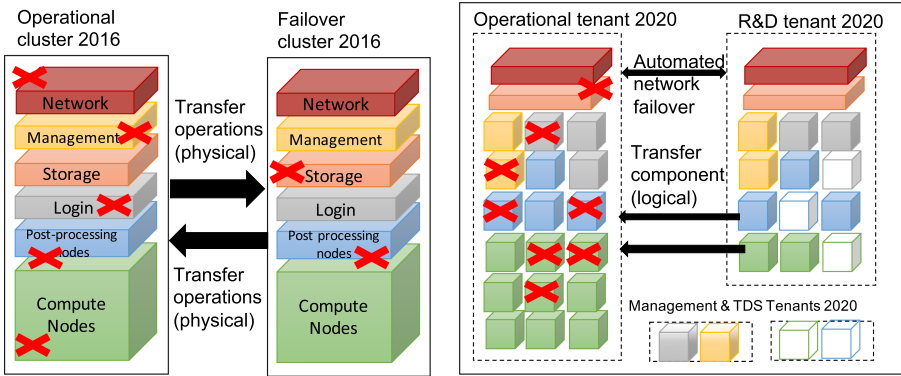 Operational
cluster 2016
Network
Management
Storage
Login
Post-processing
nodes
Compute
Nodes
Transfer
operations
(physical)
Transfer
operations
(physical)
Failover
cluster 2016
Network
Management
Storage
Login
Post processing
nodes
Compute
Nodes
Operational tenant 2020
R&D tenant 2020
Automated
network
failover
Transfer
component
(logical)
Management & TDS Tenants 2020